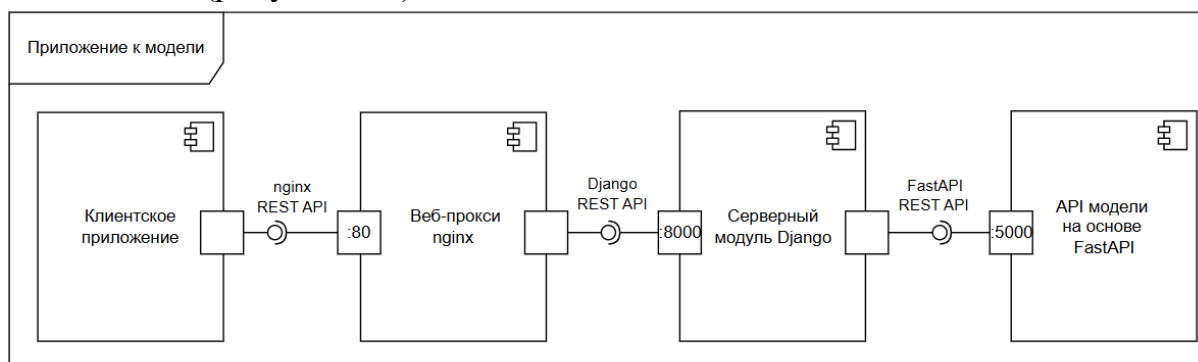 Приложение к модели
Клиентское
приложение
nginx
REST API
:80
Веб-прокси
nginx
Django
REST API
:8000
Серверный
модуль Django
FastAPI
REST API
:5000
API модели
на основе
FastAPI